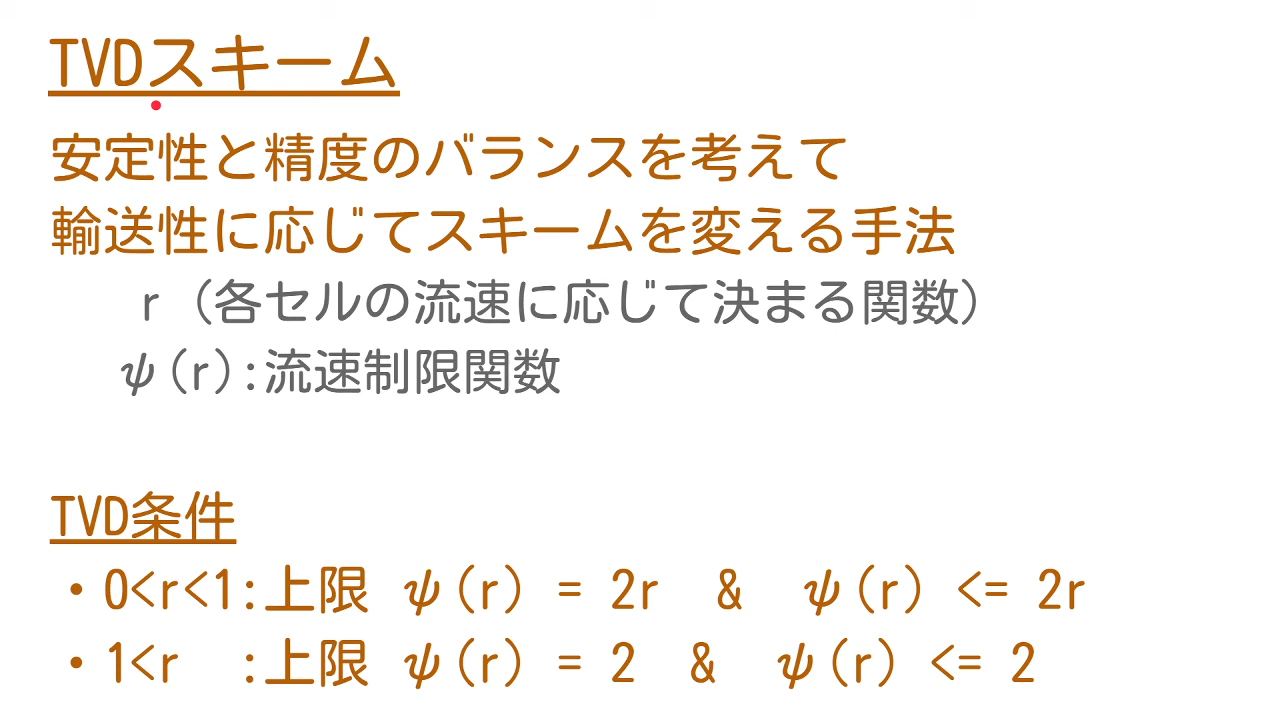 TVDスキーム
安定性と精度のバランスを考えて
輸送性に応じてスキームを変える手法
r (各セルの流速に応じて決まる関数)
ψ(r):流速制限関数
TVD条件
・0<r<1:上限 ψ(r) = 2r & ψ(r) <= 2r
・1<r :上限 ψ(r) = 2 & ψ(r) <= 2